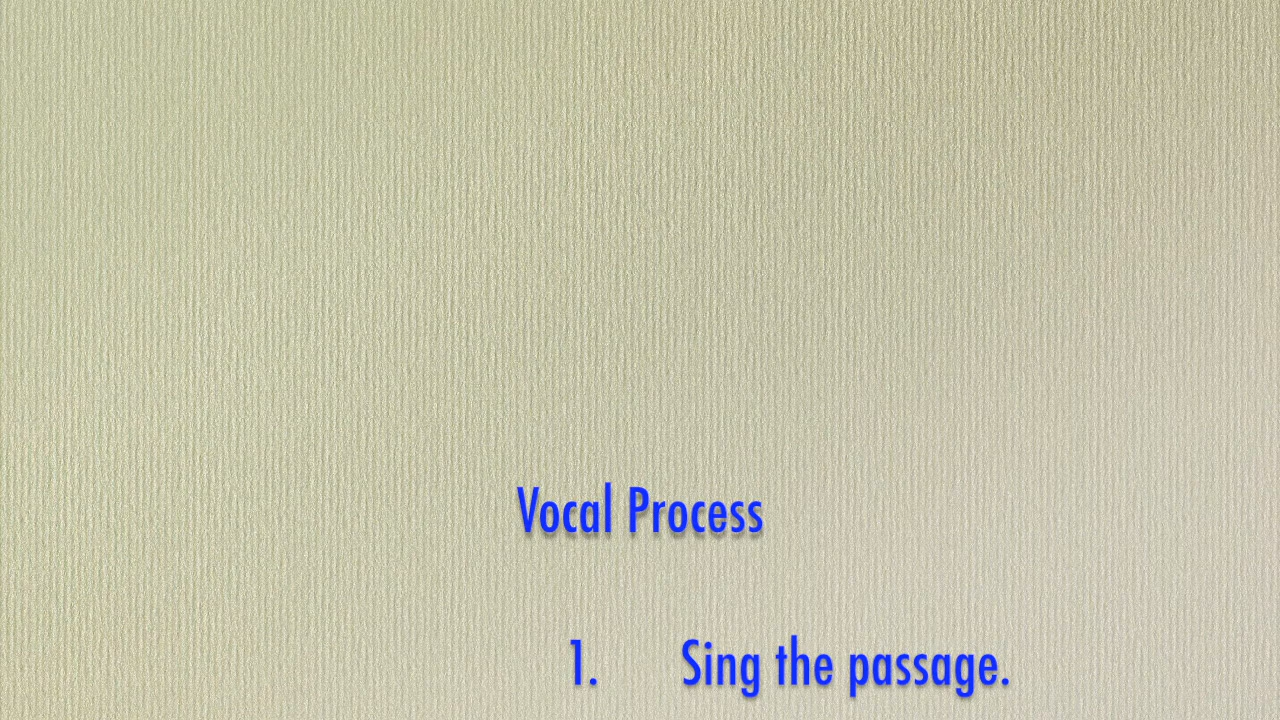 Vocal Process
1. Sing the passage.